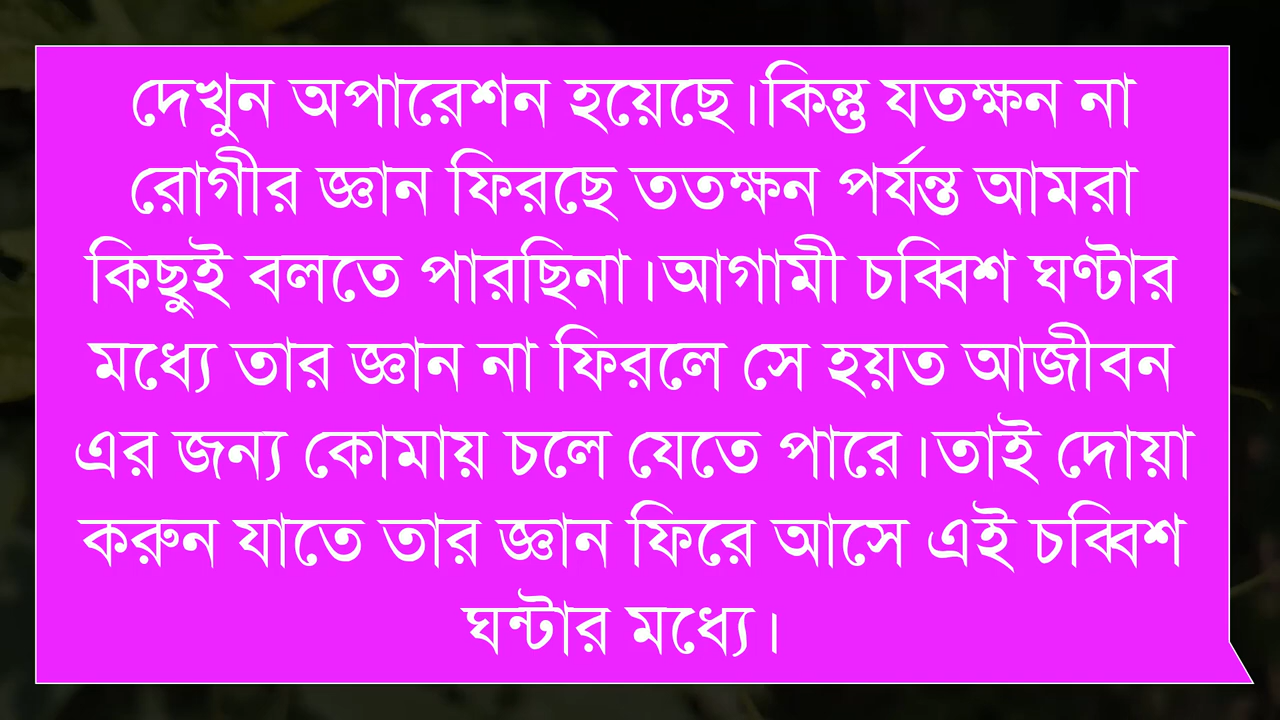 দেখুন অপারেশন হয়েছে।কিন্তু যতক্ষন না
রোগীর জ্ঞান ফিরছে ততক্ষন পর্যন্ত আমরা
কিছুই বলতে পারছিনা।আগামী চব্বিশ ঘণ্টার
মধ্যে তার জ্ঞান না ফিরলে সে হয়ত আজীবন
এর জন্য কোমায় চলে যেতে পারে।তাই দোয়া
করুন যাতে তার জ্ঞান ফিরে আসে এই চব্বিশ
ঘন্টার মধ্যে।